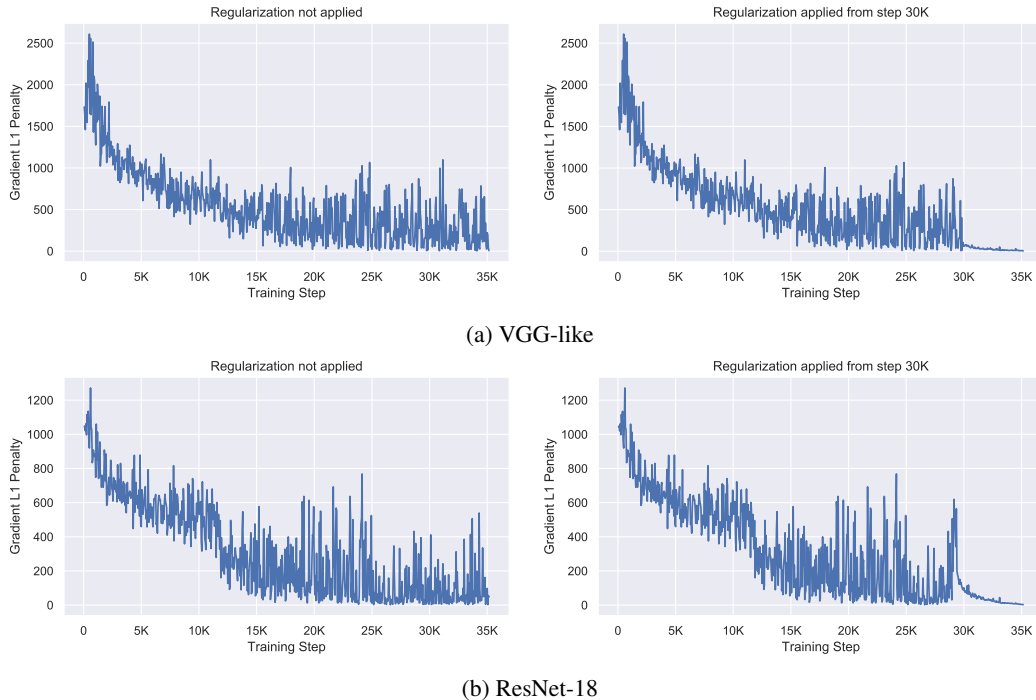 Regularization not applied
Regularization applied from step 30K
Gradient L1 Penalty
2500
2000
1500
1000
500
0
0 5K 10K 15K 20K 25K 30K 35K
Training Step
Gradient L1 Penalty
2500
2000
1500
1000
500
0
0 5K 10K 15K 20K 25K 30K 35K
Training Step
(a) VGG-like
Regularization not applied
Regularization applied from step 30K
Gradient L1 Penalty
1200
1000
800
600
400
200
0
0 5K 10K 15K 20K 25K 30K 35K
Training Step
Gradient L1 Penalty
1200
1000
800
600
400
200
0
0 5K 10K 15K 20K 25K 30K 35K
Training Step
(b) ResNet-18